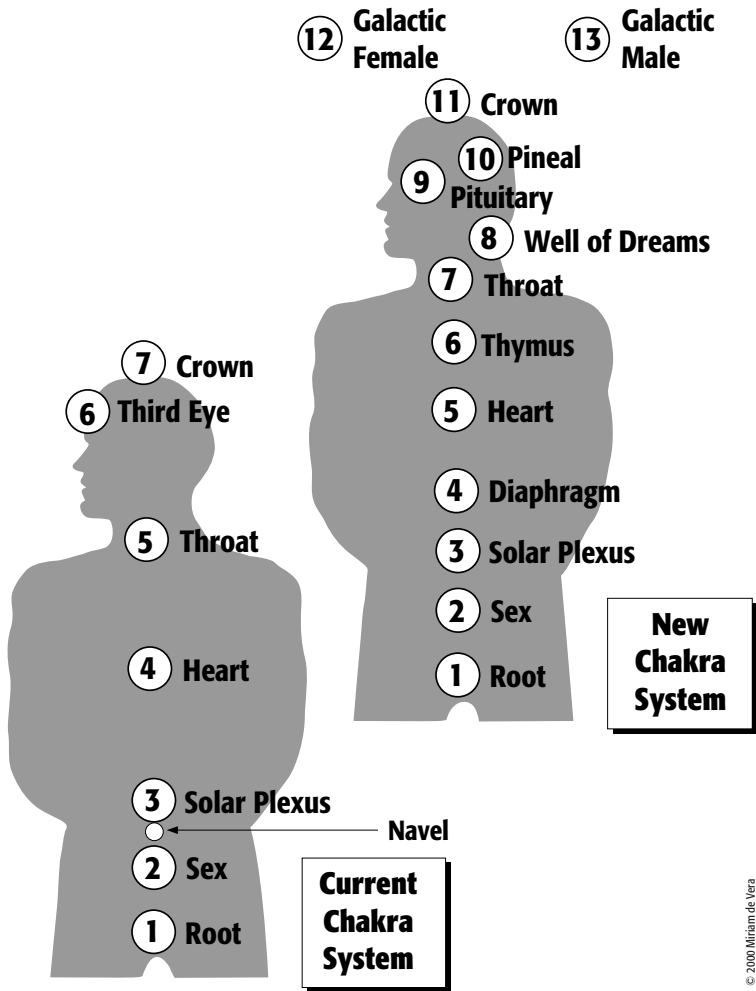 12 Galactic
Female
13 Galactic
Male
11 Crown
10 Pineal
9 Pituitary
8 Well of Dreams
7 Throat
6 Thymus
5 Heart
4 Diaphragm
3 Solar Plexus
2 Sex
1 Root
New
Chakra
System
7 Crown
6 Third Eye
5 Throat
4 Heart
3 Solar Plexus
Navel
2 Sex
1 Root
Current
Chakra
System
© 2000 Miriam de Vera